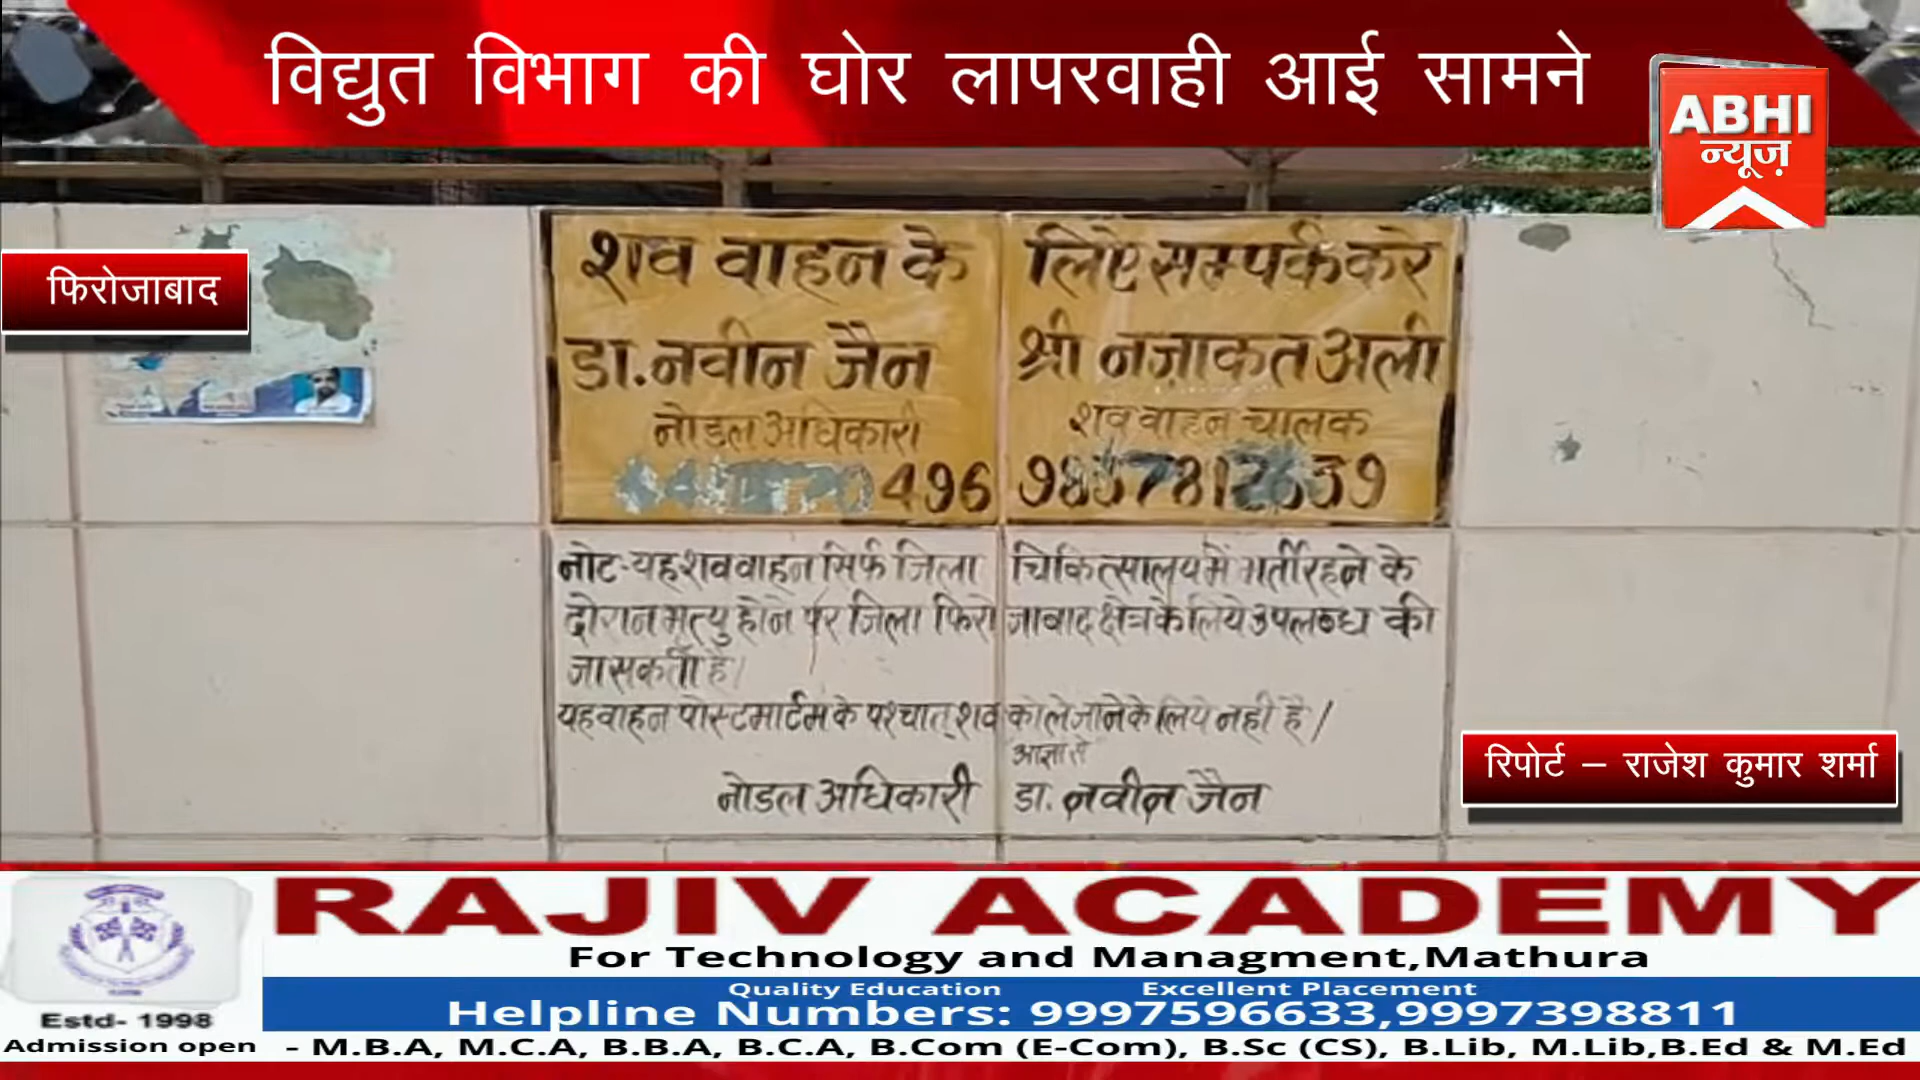 विद्युत विभाग की घोर लापरवाही आई सामने
ABHI
न्यूज़
फिरोजाबाद
शव वाहन के लिए सम्पर्क करे
डा. नवीन जैन
श्री नज़ाकत अली
नोडल अधिकारी
शव वाहन चालक
496
नोट-यह शव वाहन सिर्फ जिला चिकित्सालय में भर्ती रहने के
दोरान मृत्यु होने पर जिला फिरोजाबाद क्षेत्र के लिये उपलब्ध की
जा सकर्ती है।
यह वाहन पोस्टमार्टम के पश्चात् शव को ले जाने के लिये नही है।
आज्ञा से
नोडल अधिकारी डा. नवीन जैन
रिपोर्ट – राजेश कुमार शर्मा
RAJIV ACADEMY
For Technology and Managment,Mathura
Quality Education Excellent Placement
Helpline Numbers: 9997596633,9997398811
Estd- 1998
Admission open - M.B.A, M.C.A, B.B.A, B.C.A, B.Com (E-Com), B.Sc (CS), B.Lib, M.Lib,B.Ed & M.Ed